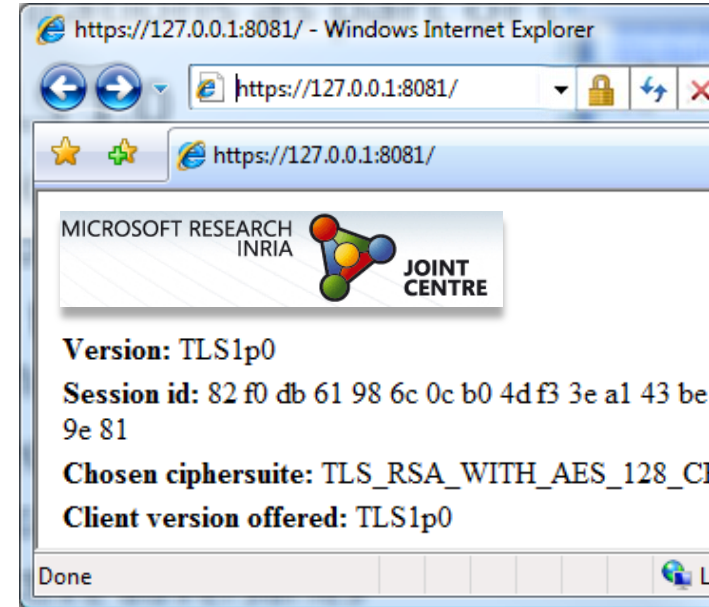 https://127.0.0.1:8081/ - Windows Internet Explorer
https://127.0.0.1:8081/
https://127.0.0.1:8081/
MICROSOFT RESEARCH
INRIA
JOINT
CENTRE
Version: TLS1p0
Session id: 82 f0 db 61 98 6c 0c b0 4d f3 3e a1 43 be
9e 81
Chosen ciphersuite: TLS_RSA_WITH_AES_128_C
Client version offered: TLS1p0
Done